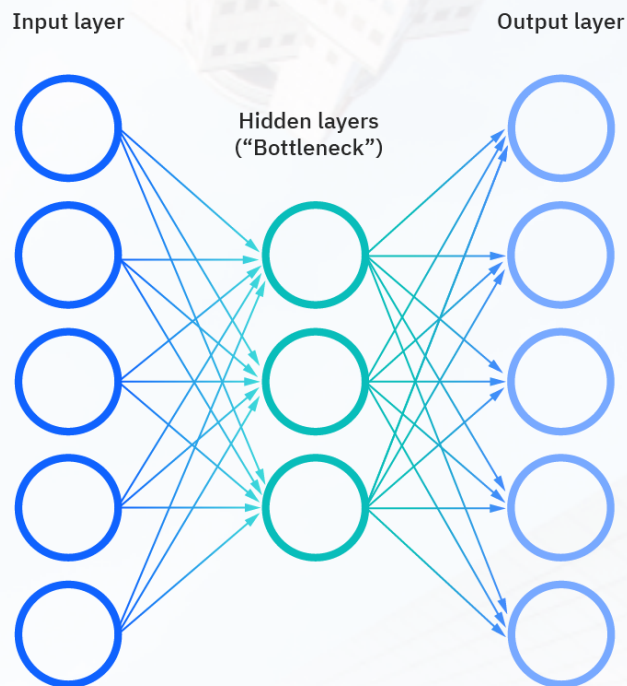 Input layer
Output layer
Hidden layers
(“Bottleneck”)